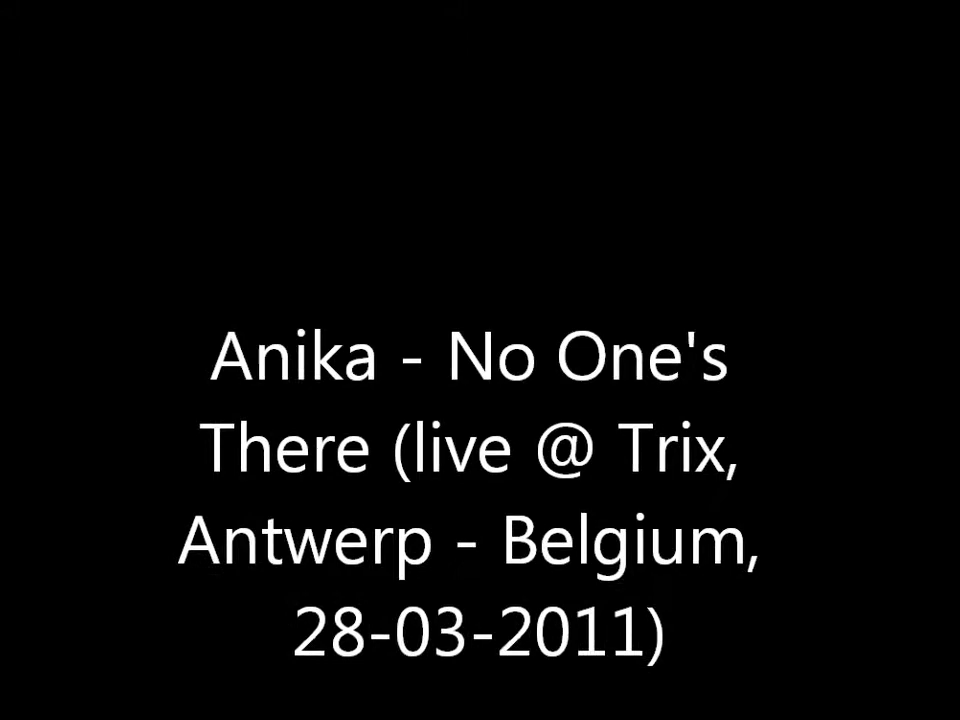 Anika - No One's
There (live @ Trix,
Antwerp - Belgium,
28-03-2011)